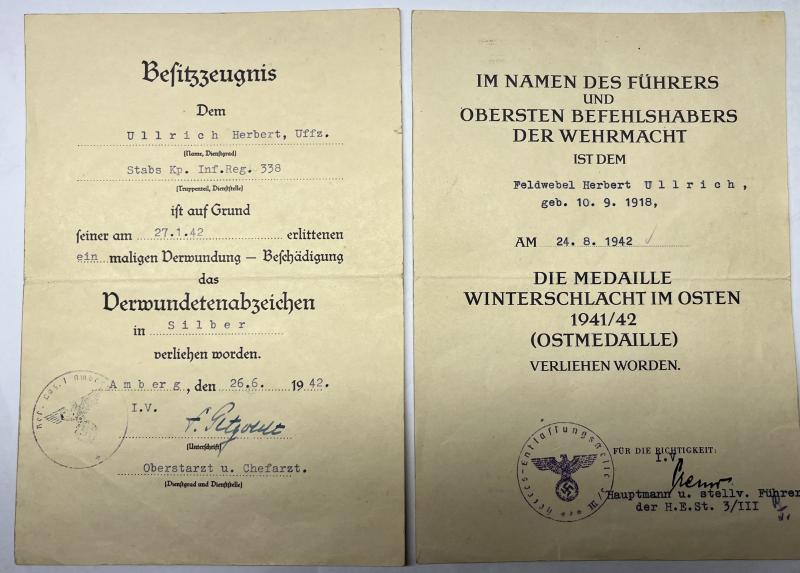 Besitzzeugnis
Dem
Ullrich Herbert, Uffz.
(Name, Dienstgrad)
Stabs Kp. Inf.Reg. 338
(Truppenteil, Dienststelle)
ist auf Grund
seiner am 27.1.42 erlittenen
ein maligen Verwundung – Beschädigung
das
Verwundetenabzeichen
in Silber
verliehen worden.
Amberg, den 26.6. 1942.
I.V.
(Unterschrift)
Oberstarzt u. Chefarzt.
(Dienstgrad und Dienststelle)
IM NAMEN DES FÜHRERS
UND
OBERSTEN BEFEHLSHABERS
DER WEHRMACHT
IST DEM
Feldwebel Herbert Ullrich,
geb. 10. 9. 1918,
AM 24. 8. 1942
DIE MEDAILLE
WINTERSCHLACHT IM OSTEN
1941/42
(OSTMEDAILLE)
VERLIEHEN WORDEN.
FÜR DIE RICHTIGKEIT:
I.V.
Hauptmann u. stellv. Führer
der H.E.St. 3/III
Heeres-Entlassungsstelle